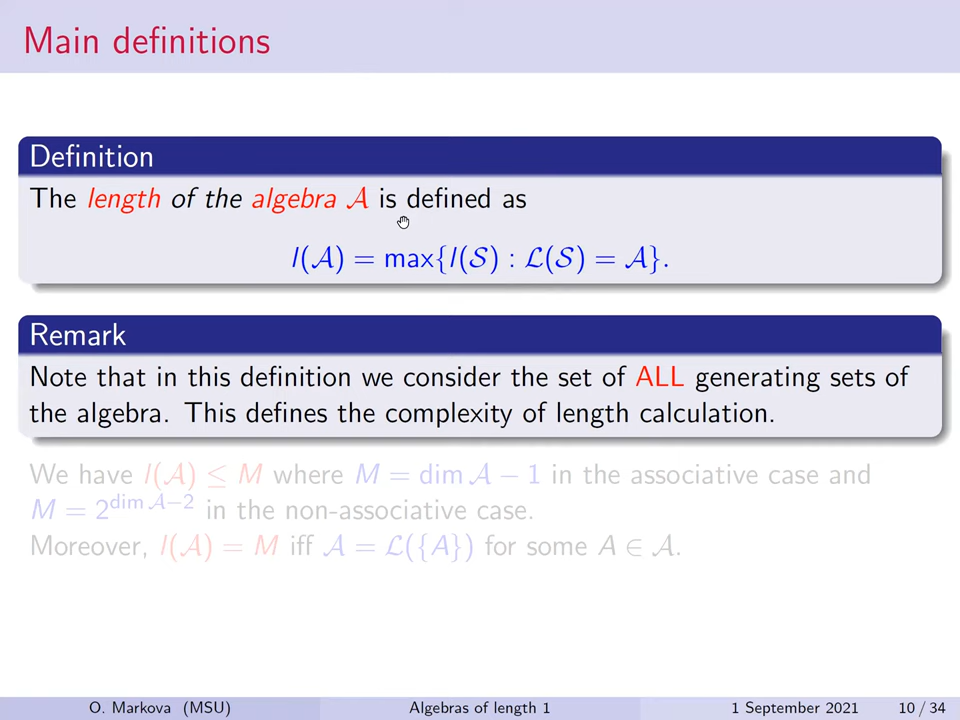 Main definitions
Definition
The length of the algebra 𝒜 is defined as
l(𝒜) = max{l(𝒮) : ℒ(𝒮) = 𝒜}.
Remark
Note that in this definition we consider the set of ALL generating sets of
the algebra. This defines the complexity of length calculation.
We have l(𝒜) ≤ M where M = dim 𝒜 − 1 in the associative case and
M = 2^{dim 𝒜−2} in the non-associative case.
Moreover, l(𝒜) = M iff 𝒜 = ℒ({A}) for some A ∈ 𝒜.
O. Markova (MSU) Algebras of length 1 1 September 2021 10 / 34